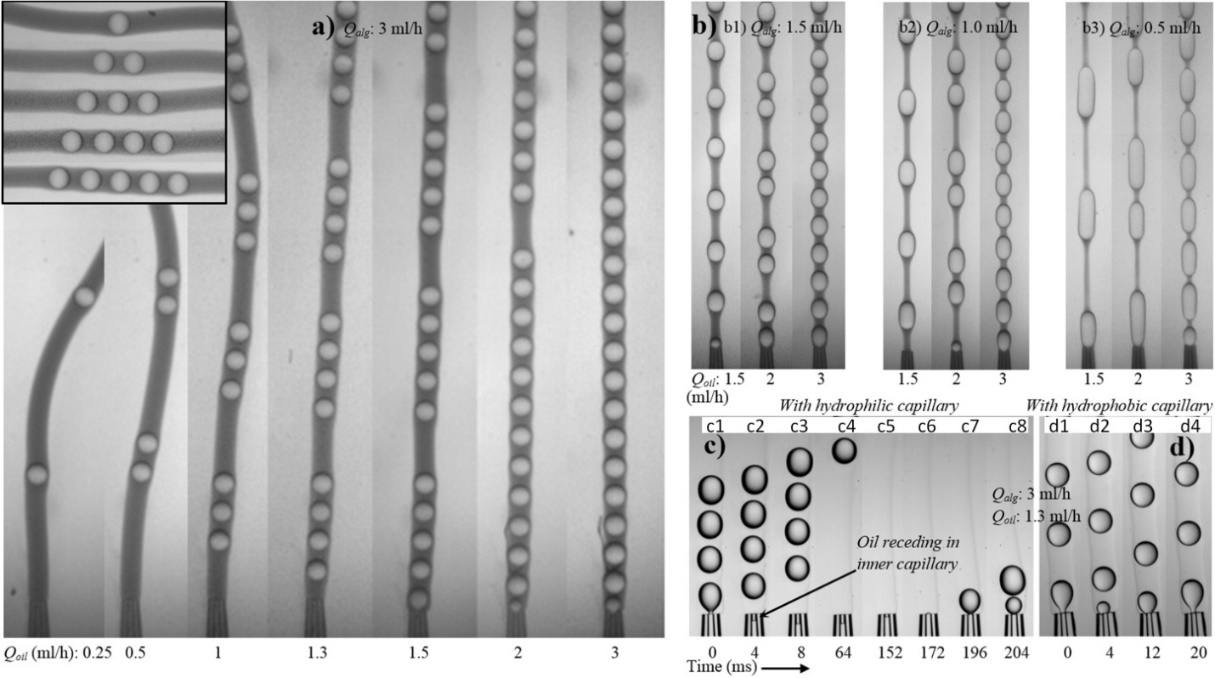 a) Qalg: 3 ml/h
Qoil (ml/h): 0.25 0.5 1 1.3 1.5 2 3
b) b1) Qalg: 1.5 ml/h b2) Qalg: 1.0 ml/h b3) Qalg: 0.5 ml/h
Qoil: 1.5 2 3 1.5 2 3 1.5 2 3
(ml/h)
With hydrophilic capillary With hydrophobic capillary
c1 c2 c3 c4 c5 c6 c7 c8 d1 d2 d3 d4
c) d)
Qalg: 3 ml/h
Qoil: 1.3 ml/h
Oil receding in
inner capillary
0 4 8 64 152 172 196 204 0 4 12 20
Time (ms)